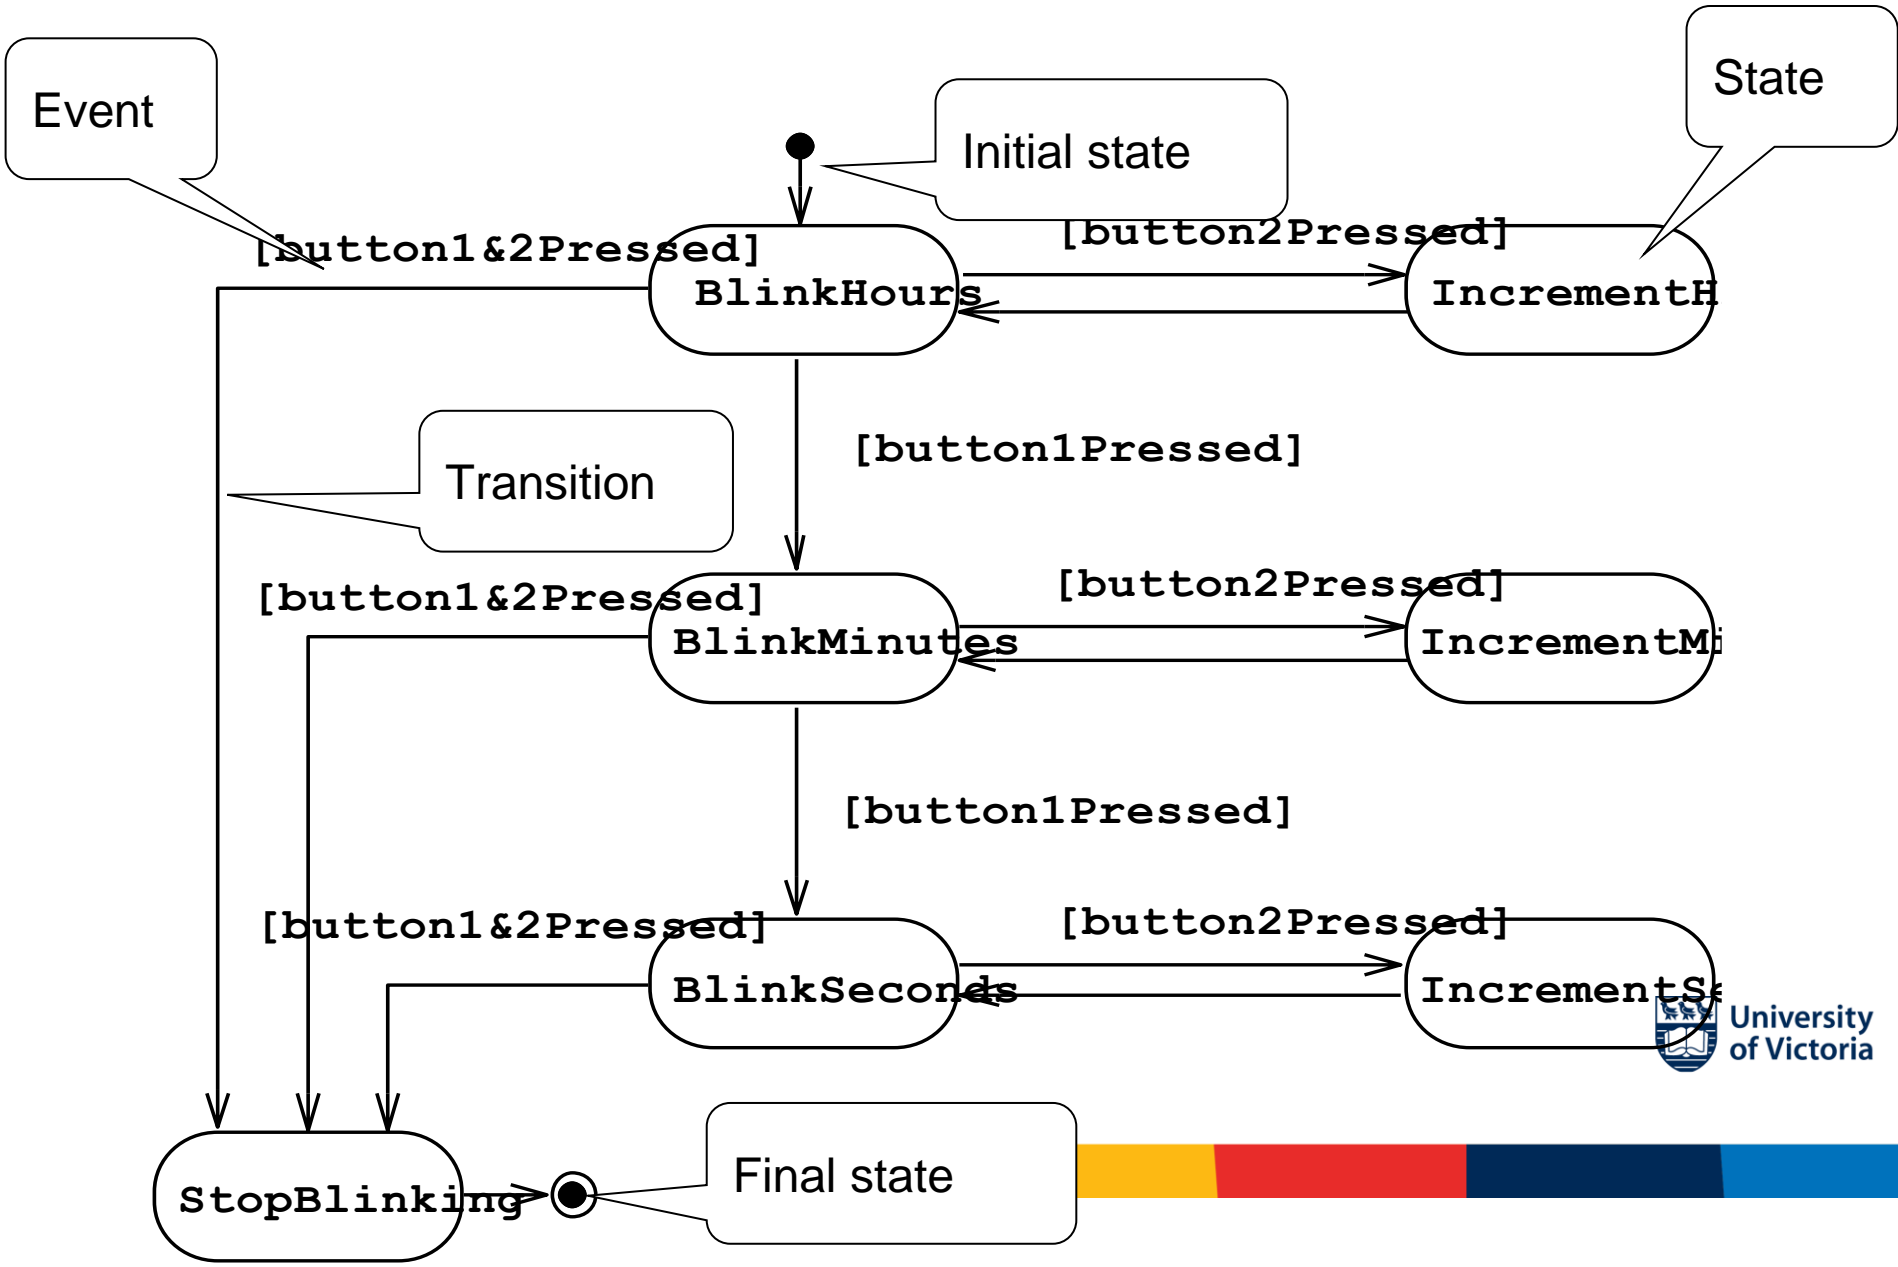 Event
Initial state
State
[button1&2Pressed]
[button2Pressed]
BlinkHours
IncrementH
[button1Pressed]
Transition
[button1&2Pressed]
[button2Pressed]
BlinkMinutes
IncrementMi
[button1Pressed]
[button1&2Pressed]
[button2Pressed]
BlinkSeconds
IncrementSe
University
of Victoria
Final state
StopBlinking